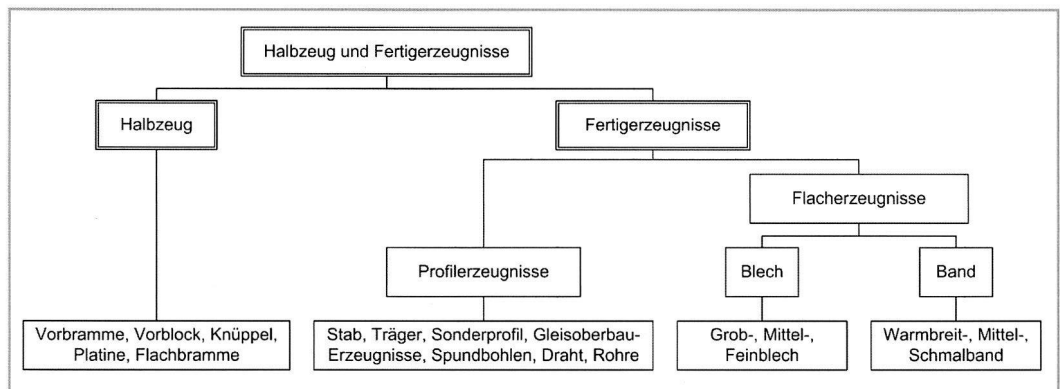 Halbzeug und Fertigerzeugnisse
Halbzeug
Fertigerzeugnisse
Flacherzeugnisse
Profilerzeugnisse
Blech
Band
Vorbramme, Vorblock, Knüppel,
Platine, Flachbramme
Stab, Träger, Sonderprofil, Gleisoberbau-
Erzeugnisse, Spundbohlen, Draht, Rohre
Grob-, Mittel-,
Feinblech
Warmbreit-, Mittel-,
Schmalband